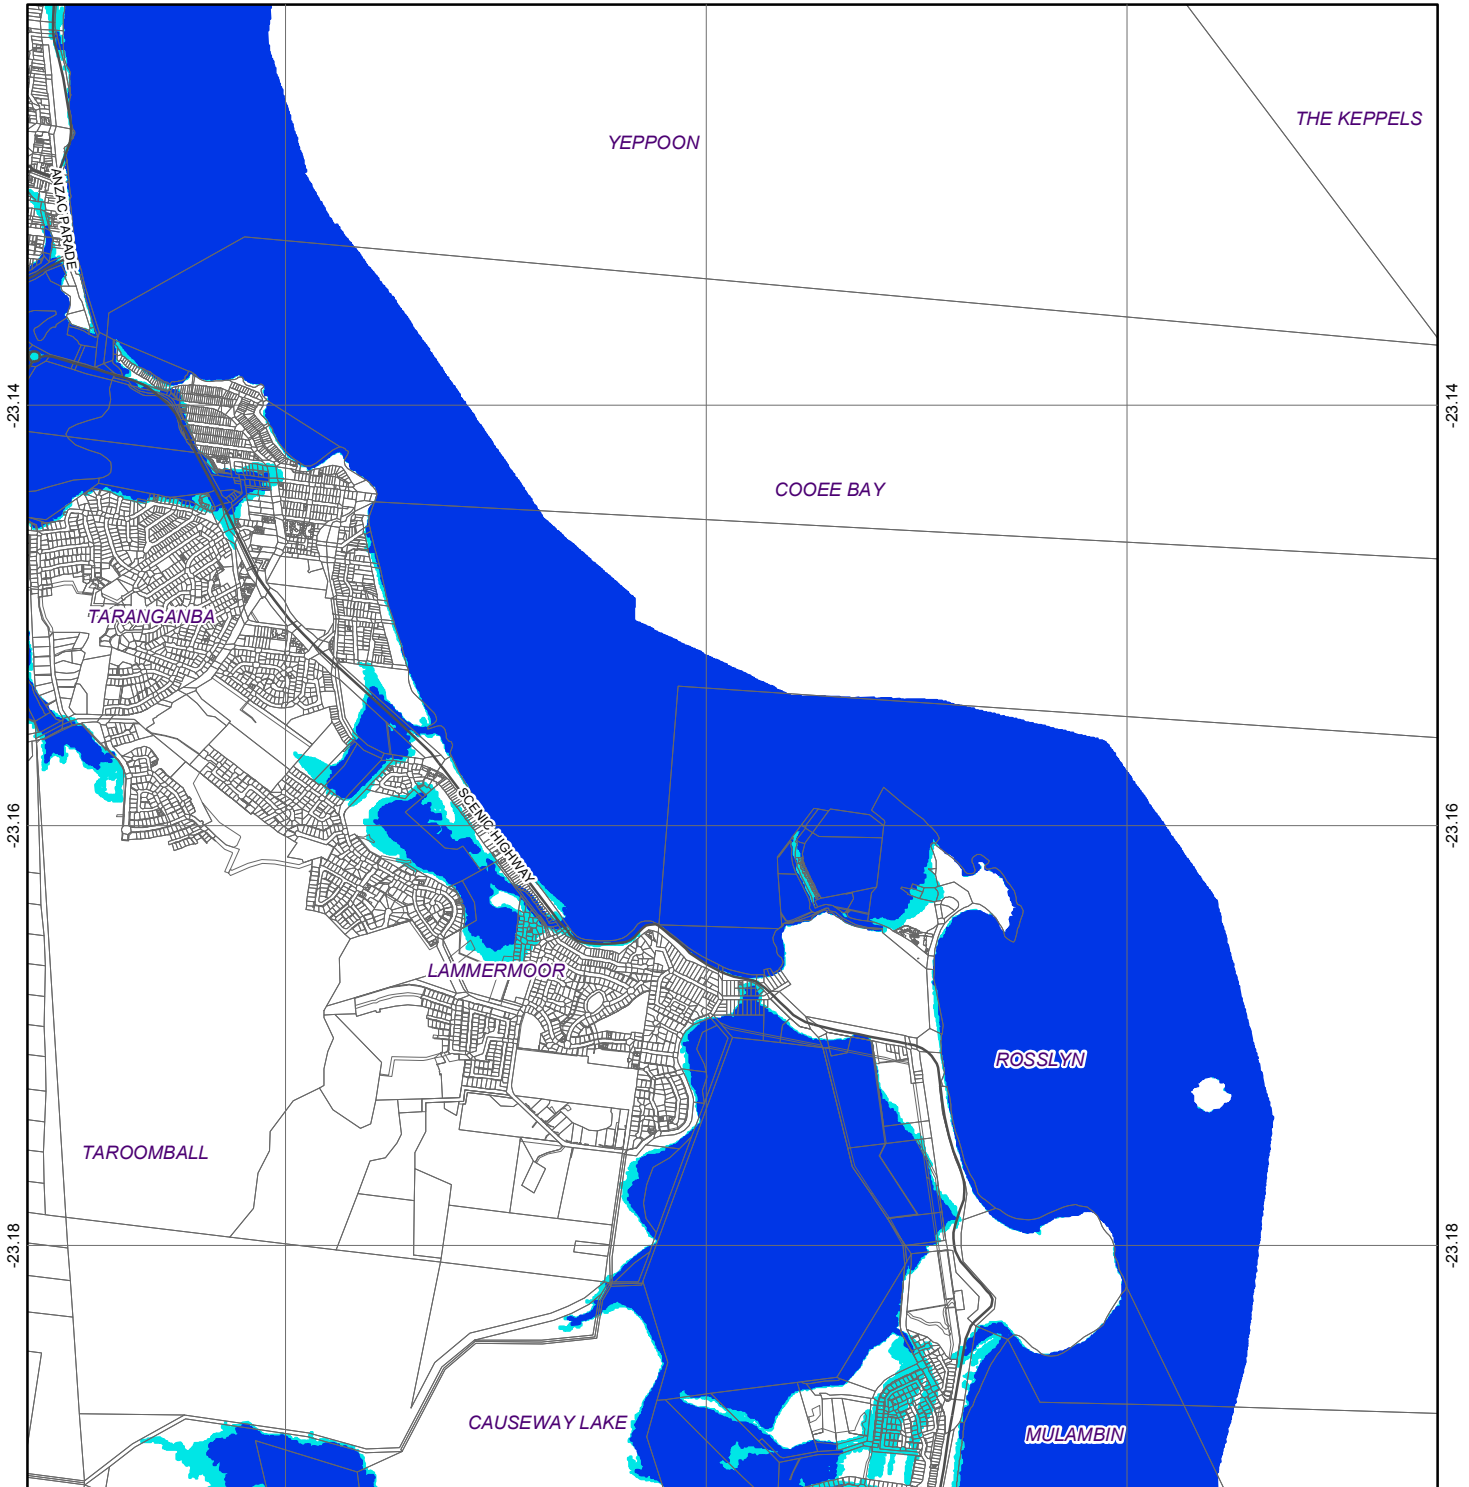 THE KEPPELS
YEPPOON
ANZAC PARADE
-23.14
-23.14
COOEE BAY
TARANGANBA
SCENIC HIGHWAY
-23.16
-23.16
LAMMERMOOR
ROSSLYN
TAROOMBALL
-23.18
-23.18
CAUSEWAY LAKE
MULAMBIN